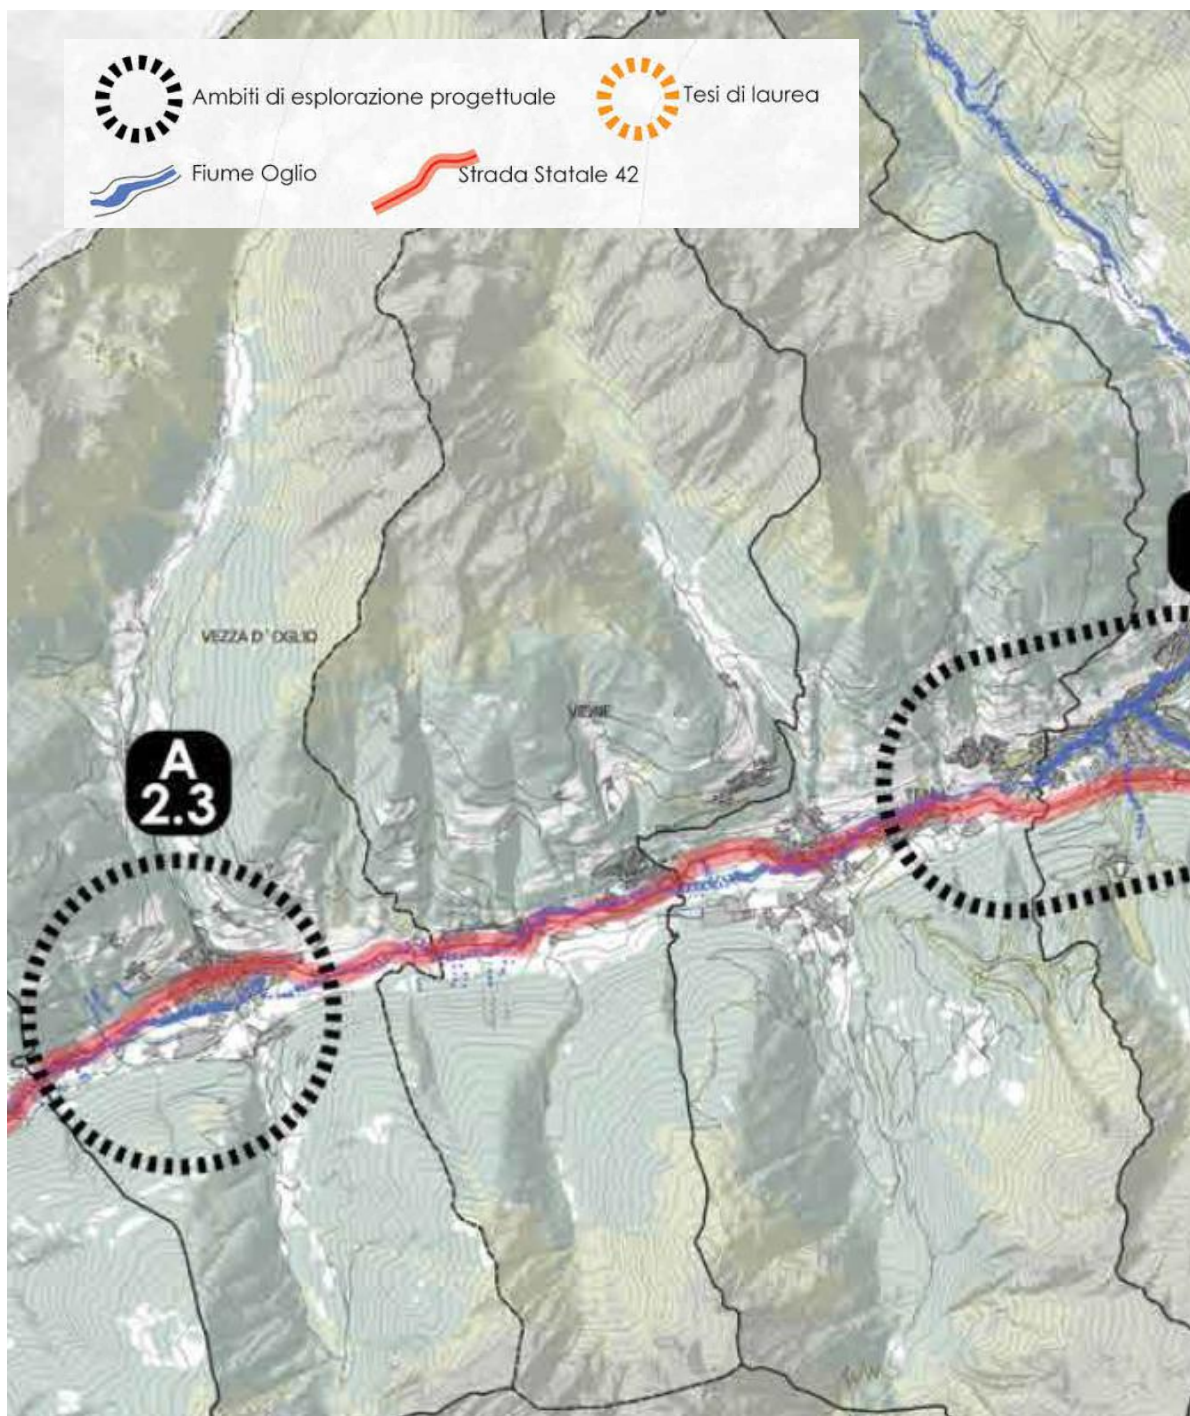 Ambiti di esplorazione progettuale
Tesi di laurea
Fiume Oglio
Strada Statale 42
VEZZA D'OGLIO
VIONE
A
2.3